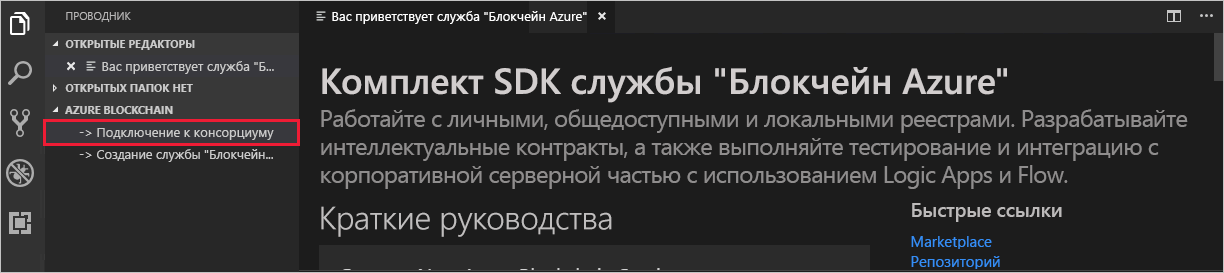 ПРОВОДНИК
ОТКРЫТЫЕ РЕДАКТОРЫ
Вас приветствует служба "Б...
ОТКРЫТЫХ ПАПОК НЕТ
AZURE BLOCKCHAIN
-> Подключение к консорциуму
-> Создание службы "Блокчейн...
Вас приветствует служба "Блокчейн Azure"
Комплект SDK службы "Блокчейн Azure"
Работайте с личными, общедоступными и локальными реестрами. Разрабатывайте
интеллектуальные контракты, а также выполняйте тестирование и интеграцию с
корпоративной серверной частью с использованием Logic Apps и Flow.
Краткие руководства
Быстрые ссылки
Marketplace
Репозиторий